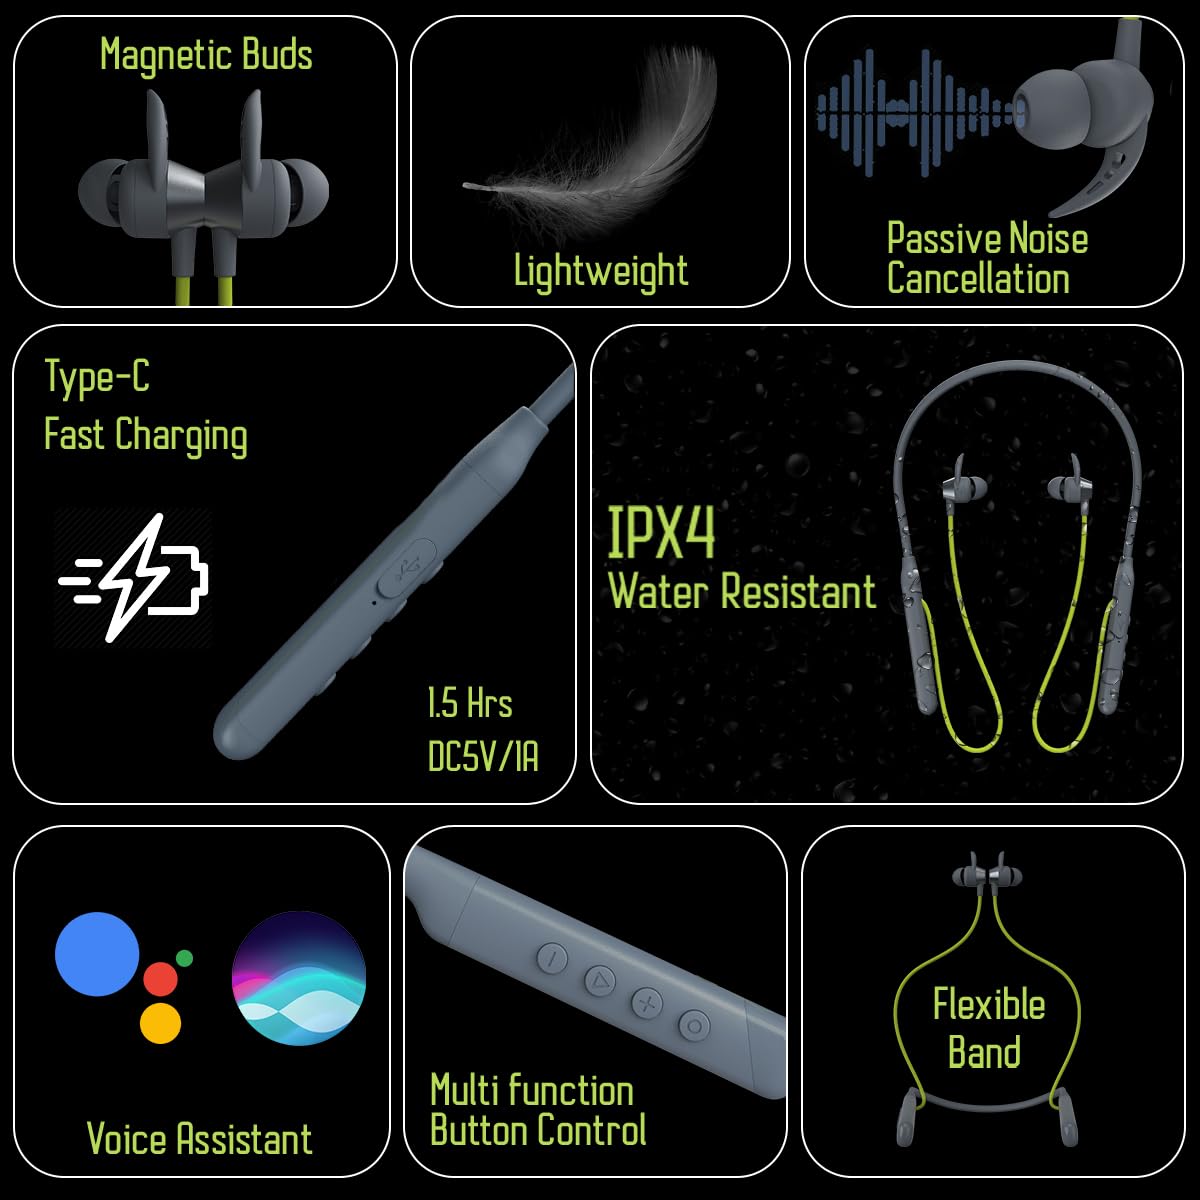 Magnetic Buds
Lightweight
Passive Noise
Cancellation
Type-C
Fast Charging
1.5 Hrs
DC5V/1A
IPX4
Water Resistant
Voice Assistant
Multi function
Button Control
Flexible
Band